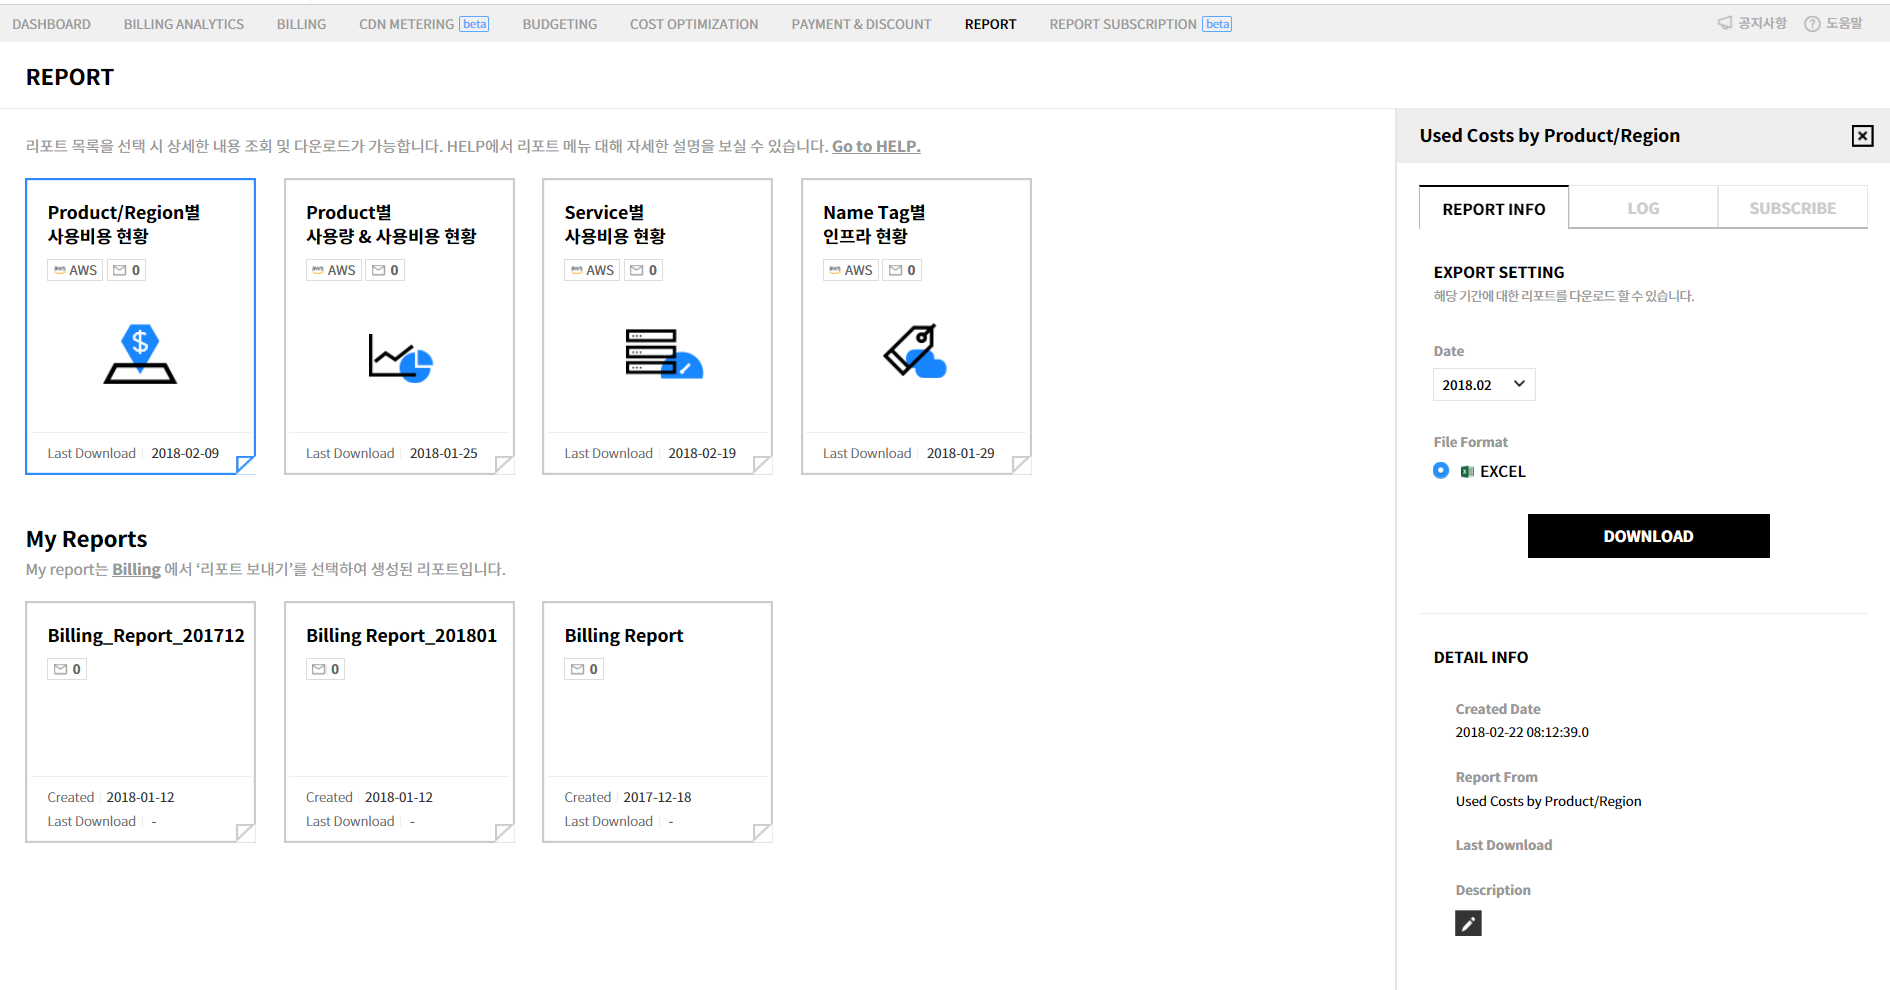 DASHBOARD BILLING ANALYTICS BILLING CDN METERING beta BUDGETING COST OPTIMIZATION PAYMENT & DISCOUNT REPORT REPORT SUBSCRIPTION beta 공지사항 ? 도움말
REPORT
리포트 목록을 선택 시 상세한 내용 조회 및 다운로드가 가능합니다. HELP에서 리포트 메뉴 대해 자세한 설명을 보실 수 있습니다. Go to HELP.
Product/Region별
사용비용 현황
aws AWS 0
$
Last Download 2018-02-09
Product별
사용량 & 사용비용 현황
aws AWS 0
Last Download 2018-01-25
Service별
사용비용 현황
aws AWS 0
Last Download 2018-02-19
Name Tag별
인프라 현황
aws AWS 0
Last Download 2018-01-29
My Reports
My report는 Billing 에서 ‘리포트 보내기’를 선택하여 생성된 리포트입니다.
Billing_Report_201712
0
Created 2018-01-12
Last Download -
Billing Report_201801
0
Created 2018-01-12
Last Download -
Billing Report
0
Created 2017-12-18
Last Download -
Used Costs by Product/Region
REPORT INFO LOG SUBSCRIBE
EXPORT SETTING
해당 기간에 대한 리포트를 다운로드 할 수 있습니다.
Date
2018.02
File Format
EXCEL
DOWNLOAD
DETAIL INFO
Created Date
2018-02-22 08:12:39.0
Report From
Used Costs by Product/Region
Last Download
Description